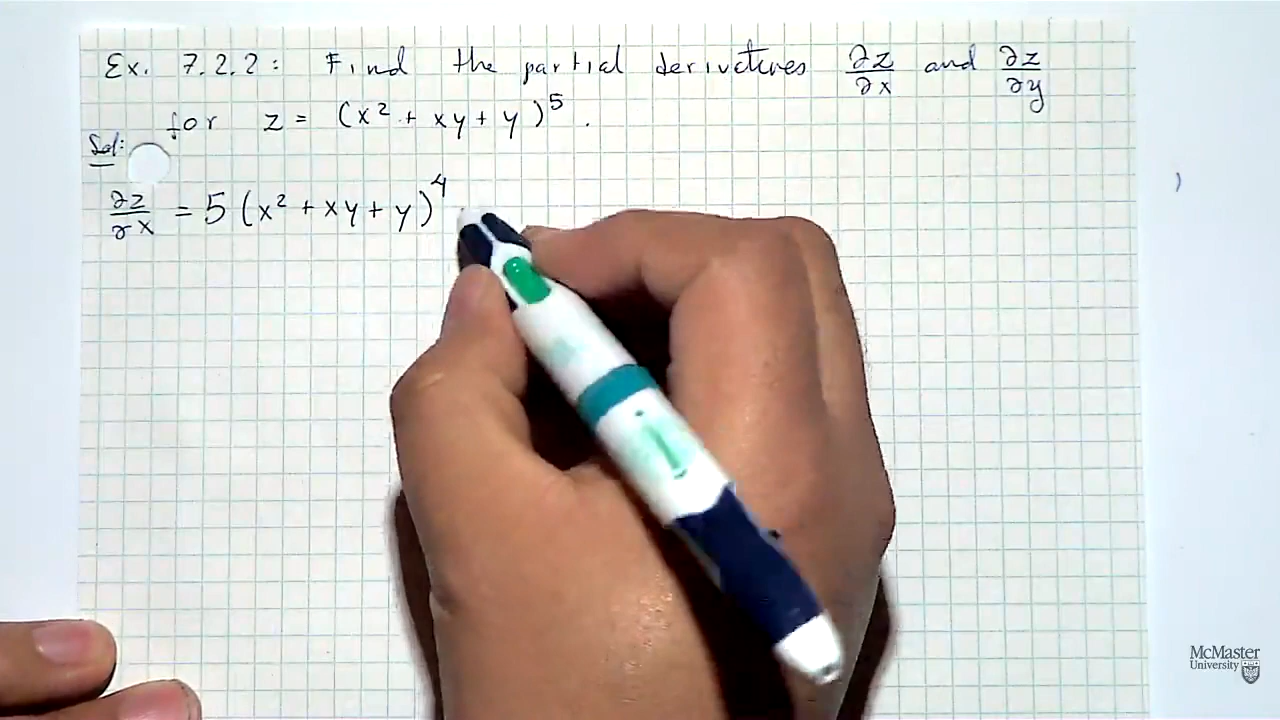 Ex. 7.2.2: Find the partial derivatives ∂z/∂x and ∂z/∂y
for z = (x² + xy + y)⁵.
Sol:
∂z/∂x = 5 (x² + xy + y)⁴
McMaster
University